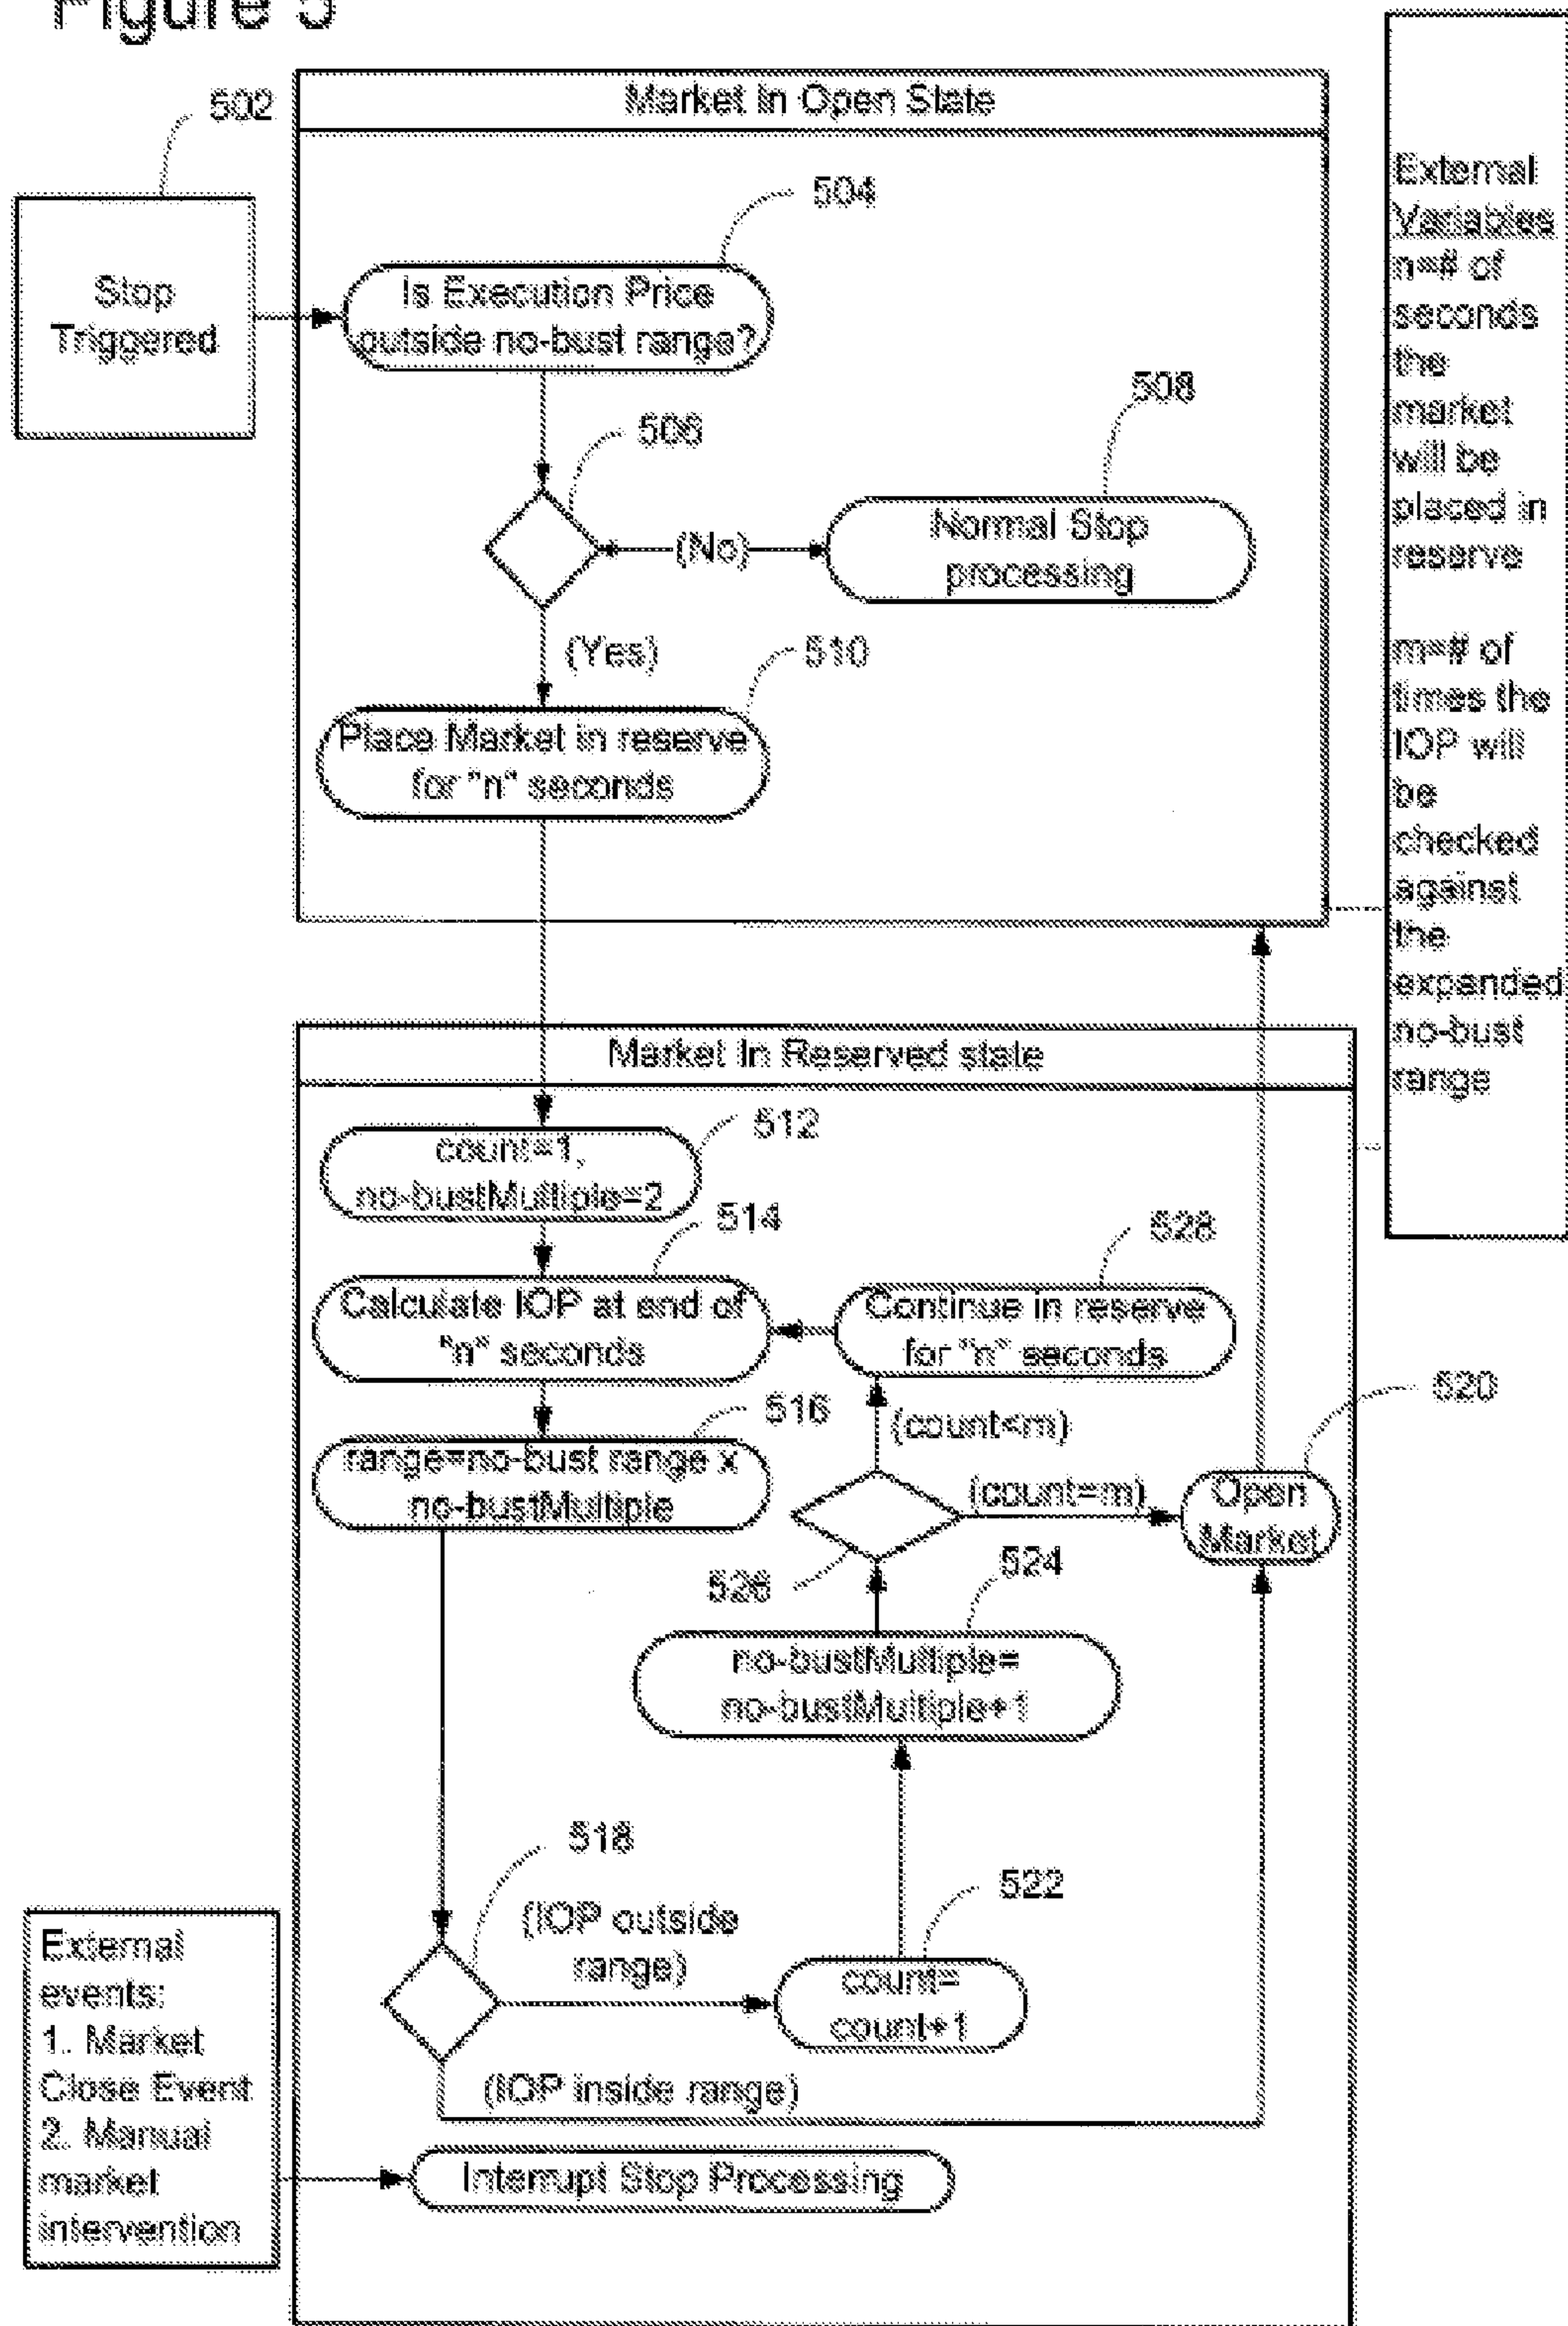 Figure 5
Market In Open State
502
Stop
Triggered
504
Is Execution Price
outside no-bust range?
506
508
(No)
Normal Stop
processing
(Yes)
510
Place Market in reserve
for "n" seconds
External
Variables
n=# of
seconds
the
market
will be
placed in
reserve
m=# of
times the
IOP will
be
checked
against
the
expanded
no-bust
range
Market In Reserved state
512
count=1,
no-bustMultiple=2
514
Calculate IOP at end of
"n" seconds
528
Continue in reserve
for "n" seconds
516
range=no-bust range x
no-bustMultiple
(count<m)
520
(count=m)
Open
Market
526
524
no-bustMultiple=
no-bustMultiple+1
518
(IOP outside
range)
522
count=
count+1
(IOP inside range)
External
events:
1. Market
Close Event
2. Manual
market
intervention
Interrupt Stop Processing